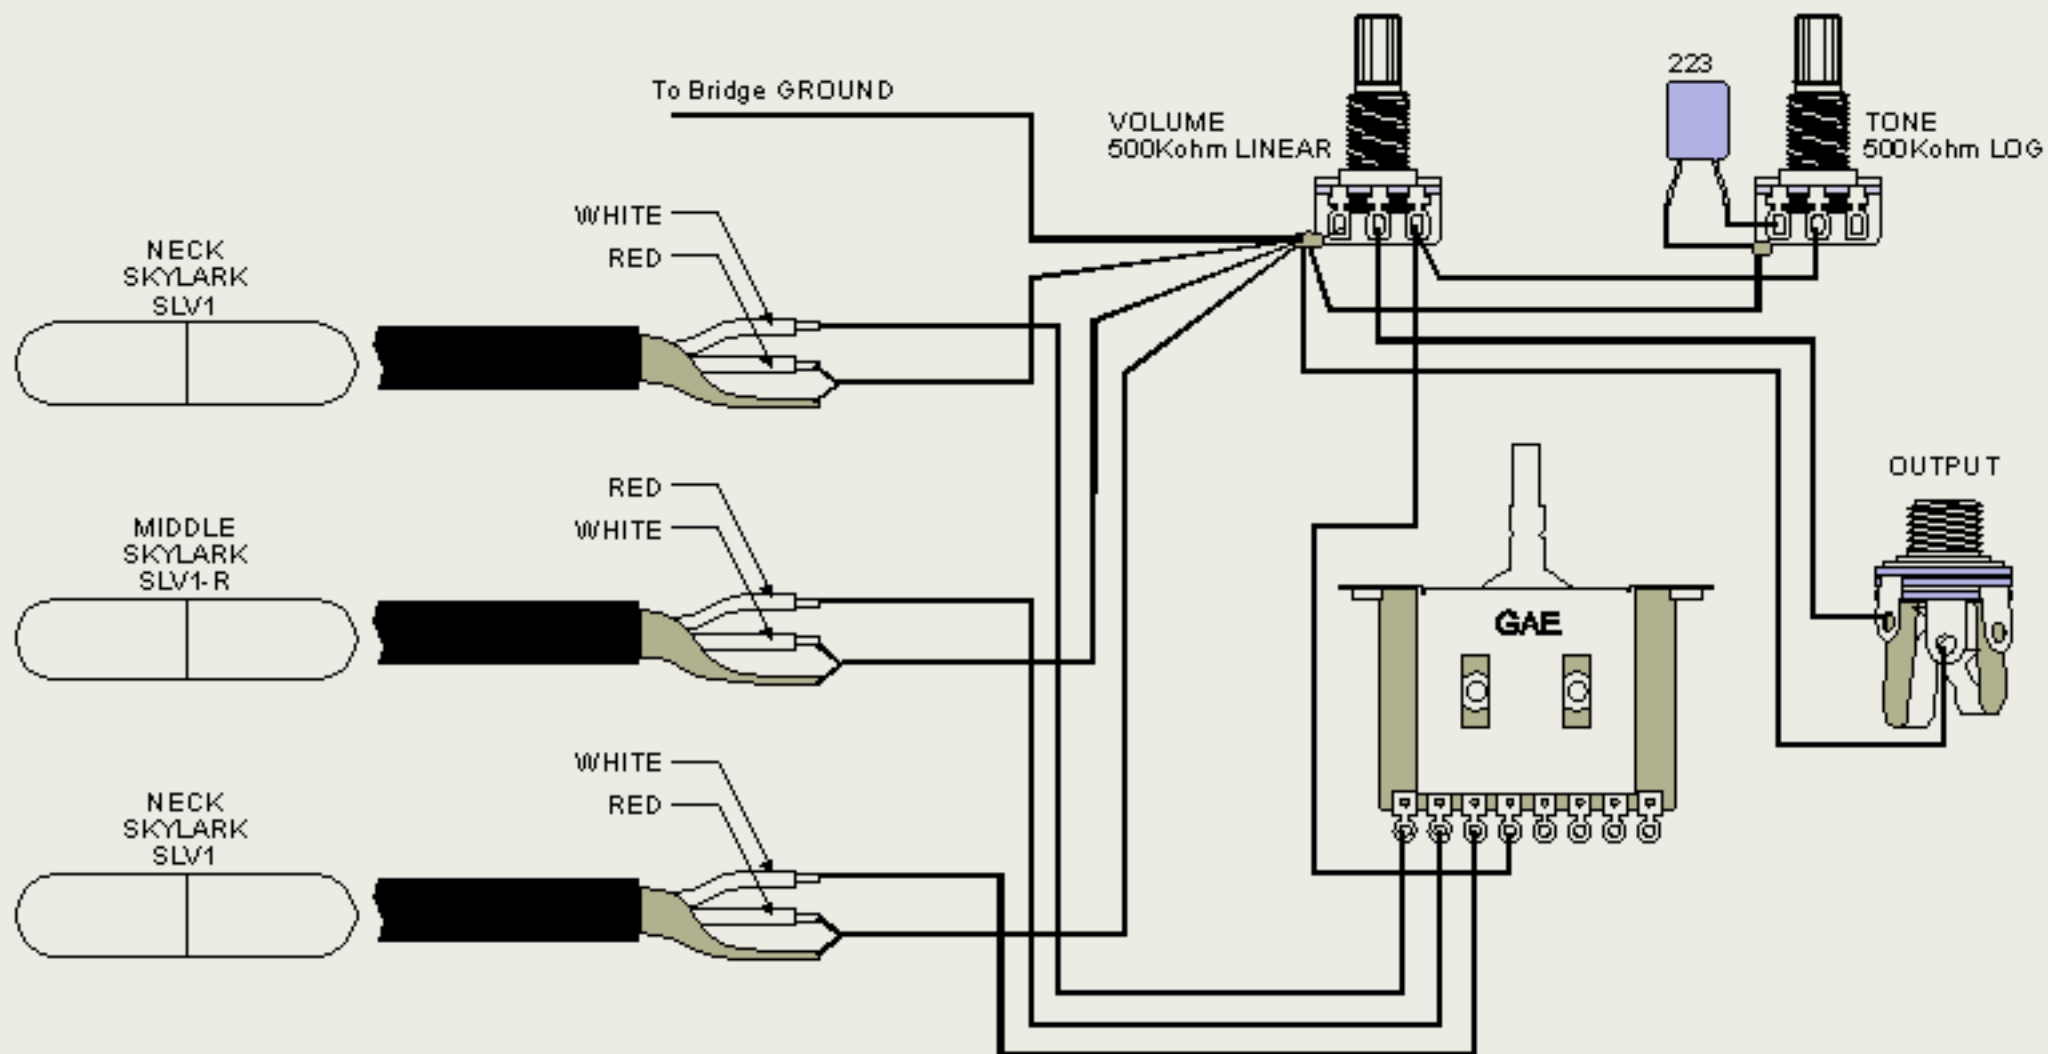 To Bridge GROUND
223
VOLUME
500Kohm LINEAR
TONE
500Kohm LOG
WHITE
RED
NECK
SKYLARK
SLV1
RED
WHITE
MIDDLE
SKYLARK
SLV1-R
OUTPUT
GAE
WHITE
RED
NECK
SKYLARK
SLV1